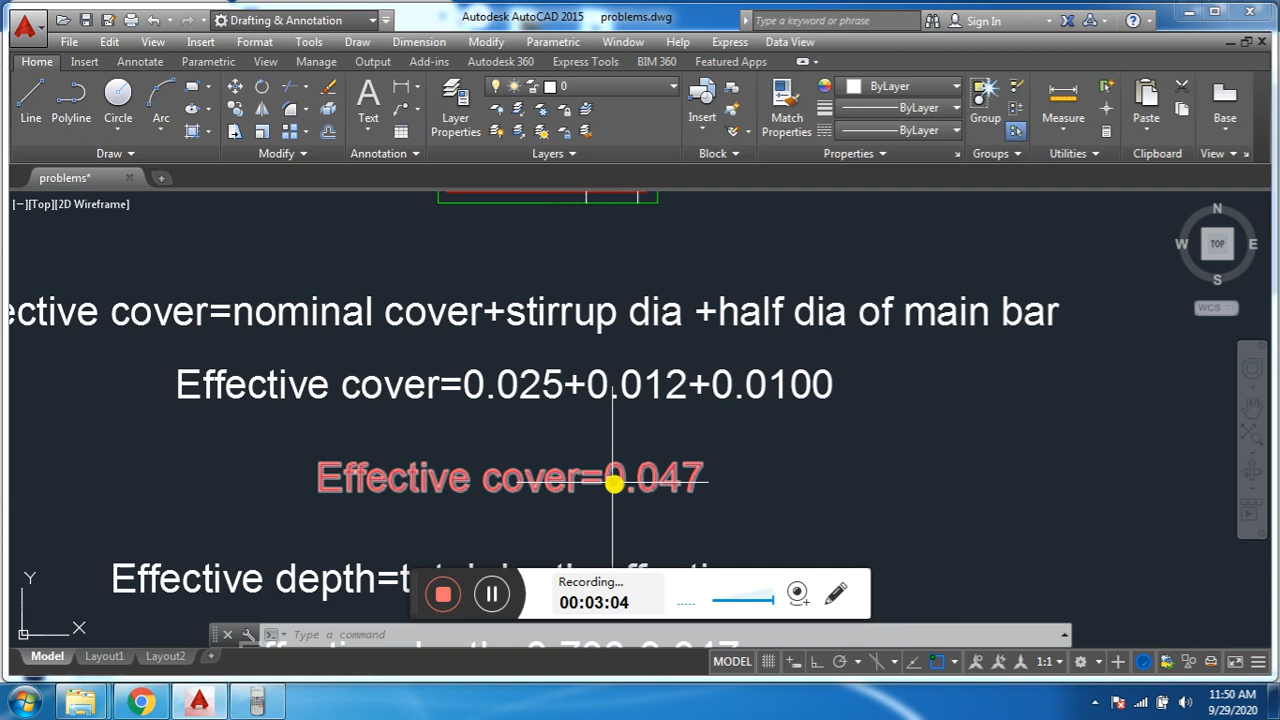 Drafting & Annotation
Autodesk AutoCAD 2015 problems.dwg
Type a keyword or phrase
Sign In
File Edit View Insert Format Tools Draw Dimension Modify Parametric Window Help Express Data View
Home Insert Annotate Parametric View Manage Output Add-ins Autodesk 360 Express Tools BIM 360 Featured Apps
0
ByLayer
ByLayer
ByLayer
Line Polyline Circle Arc Text Layer Properties Insert Match Properties Group Measure Paste Base
Draw Modify Annotation Layers Block Properties Groups Utilities Clipboard View
problems*
[−][Top][2D Wireframe]
N
W TOP E
S
WCS
ective cover=nominal cover+stirrup dia +half dia of main bar
Effective cover=0.025+0.012+0.0100
Effective cover=0.047
Effective depth=
Recording...
00:03:04
Y
X
Type a command
Model Layout1 Layout2 +
MODEL
1:1
11:50 AM
9/29/2020